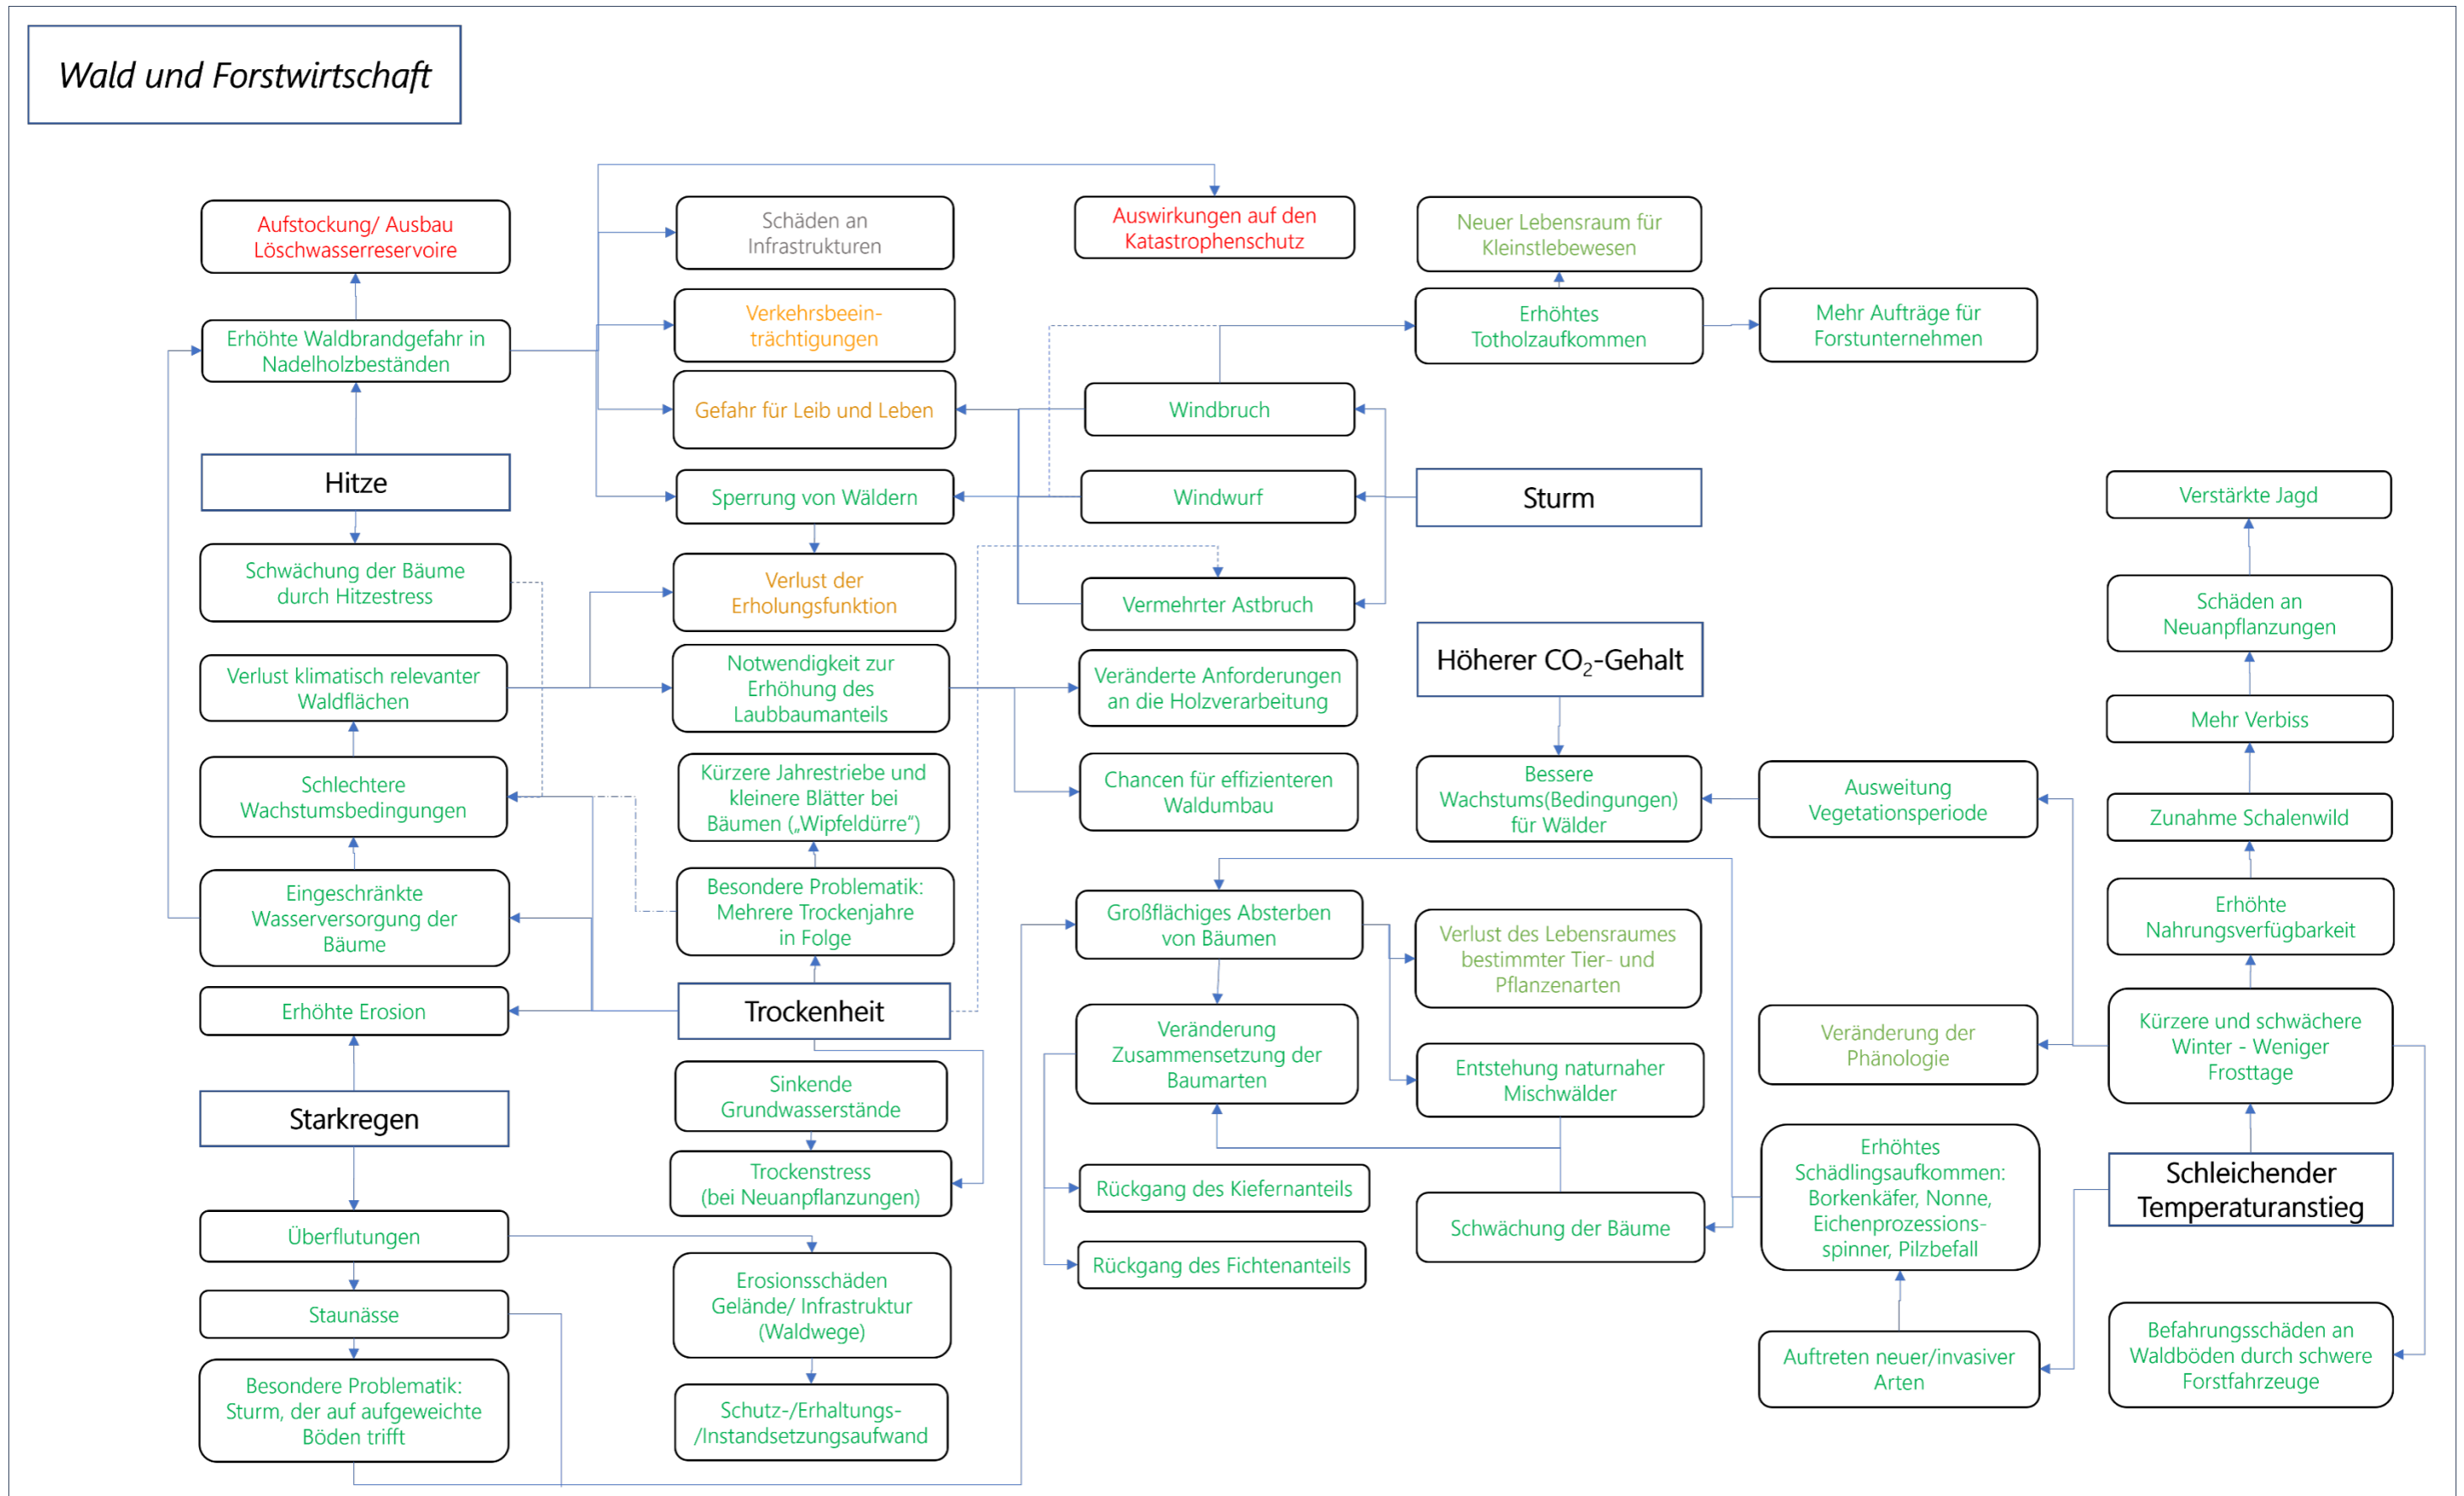 Wald und Forstwirtschaft
Aufstockung/ Ausbau
Löschwasserreservoire
Erhöhte Waldbrandgefahr in
Nadelholzbeständen
Hitze
Schwächung der Bäume
durch Hitzestress
Verlust klimatisch relevanter
Waldflächen
Schlechtere
Wachstumsbedingungen
Eingeschränkte
Wasserversorgung der
Bäume
Erhöhte Erosion
Starkregen
Überflutungen
Staunässe
Besondere Problematik:
Sturm, der auf aufgeweichte
Böden trifft
Schäden an
Infrastrukturen
Verkehrsbeein-
trächtigungen
Gefahr für Leib und Leben
Sperrung von Wäldern
Verlust der
Erholungsfunktion
Notwendigkeit zur
Erhöhung des
Laubbaumanteils
Kürzere Jahrestriebe und
kleinere Blätter bei
Bäumen („Wipfeldürre“)
Besondere Problematik:
Mehrere Trockenjahre
in Folge
Trockenheit
Sinkende
Grundwasserstände
Trockenstress
(bei Neuanpflanzungen)
Erosionsschäden
Gelände/ Infrastruktur
(Waldwege)
Schutz-/Erhaltungs-
/Instandsetzungsaufwand
Auswirkungen auf den
Katastrophenschutz
Windbruch
Windwurf
Vermehrter Astbruch
Veränderte Anforderungen
an die Holzverarbeitung
Chancen für effizienteren
Waldumbau
Großflächiges Absterben
von Bäumen
Veränderung
Zusammensetzung der
Baumarten
Rückgang des Kiefernanteils
Rückgang des Fichtenanteils
Neuer Lebensraum für
Kleinstlebewesen
Erhöhtes
Totholzaufkommen
Sturm
Höherer CO₂-Gehalt
Bessere
Wachstums(Bedingungen)
für Wälder
Verlust des Lebensraumes
bestimmter Tier- und
Pflanzenarten
Entstehung naturnaher
Mischwälder
Schwächung der Bäume
Mehr Aufträge für
Forstunternehmen
Ausweitung
Vegetationsperiode
Veränderung der
Phänologie
Erhöhtes
Schädlingsaufkommen:
Borkenkäfer, Nonne,
Eichenprozessions-
spinner, Pilzbefall
Auftreten neuer/invasiver
Arten
Verstärkte Jagd
Schäden an
Neuanpflanzungen
Mehr Verbiss
Zunahme Schalenwild
Erhöhte
Nahrungsverfügbarkeit
Kürzere und schwächere
Winter - Weniger
Frosttage
Schleichender
Temperaturanstieg
Befahrungsschäden an
Waldböden durch schwere
Forstfahrzeuge